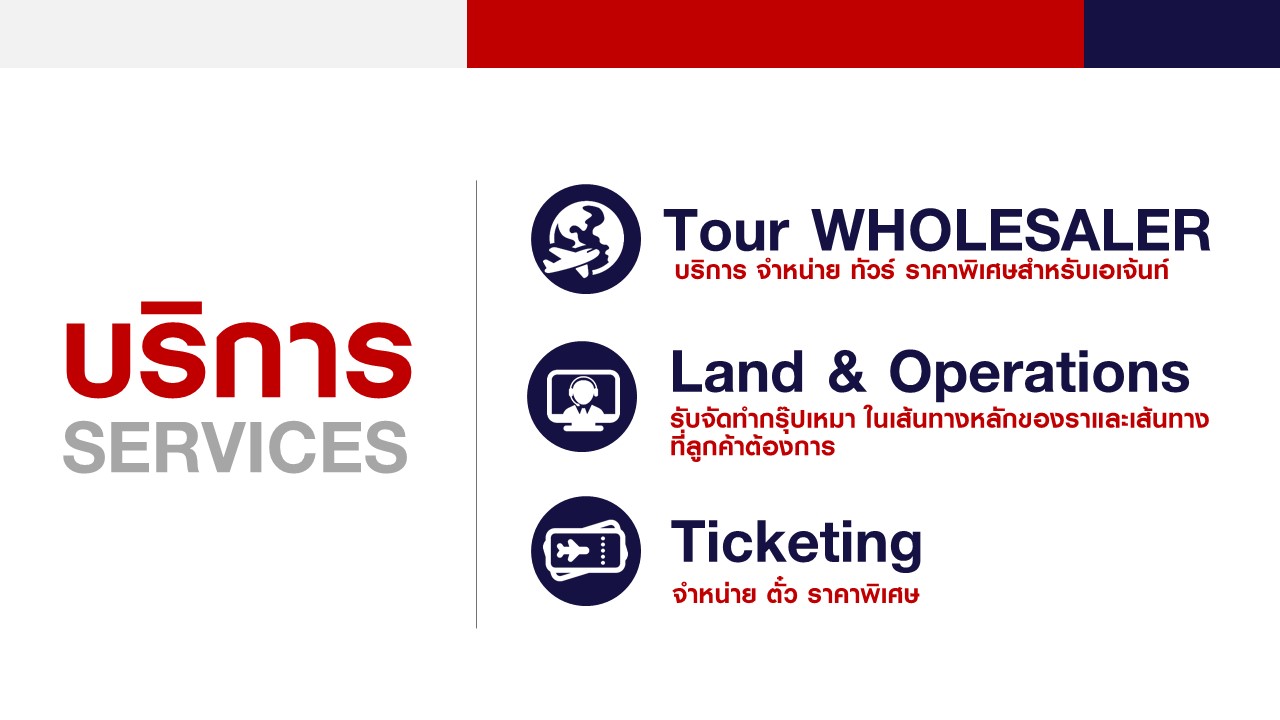 บริการ
SERVICES
Tour WHOLESALER
บริการ จำหน่าย ทัวร์ ราคาพิเศษสำหรับเอเจ้นท์
Land & Operations
รับจัดทำกรุ๊ปเหมา ในเส้นทางหลักของราและเส้นทาง
ที่ลูกค้าต้องการ
Ticketing
จำหน่าย ตั๋ว ราคาพิเศษ